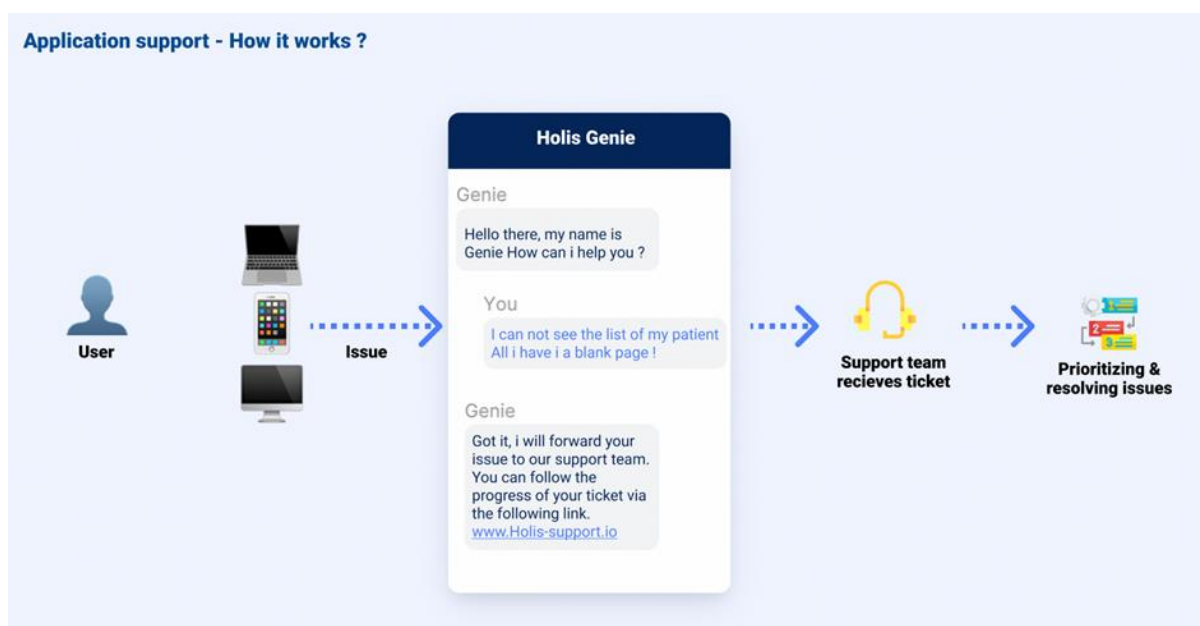 Application support - How it works ?
Holis Genie
Genie
Hello there, my name is
Genie How can i help you ?
You
I can not see the list of my patient
All i have i a blank page !
Genie
Got it, i will forward your
issue to our support team.
You can follow the
progress of your ticket via
the following link.
www.Holis-support.io
User
Issue
Support team
recieves ticket
1
2
3
Prioritizing &
resolving issues